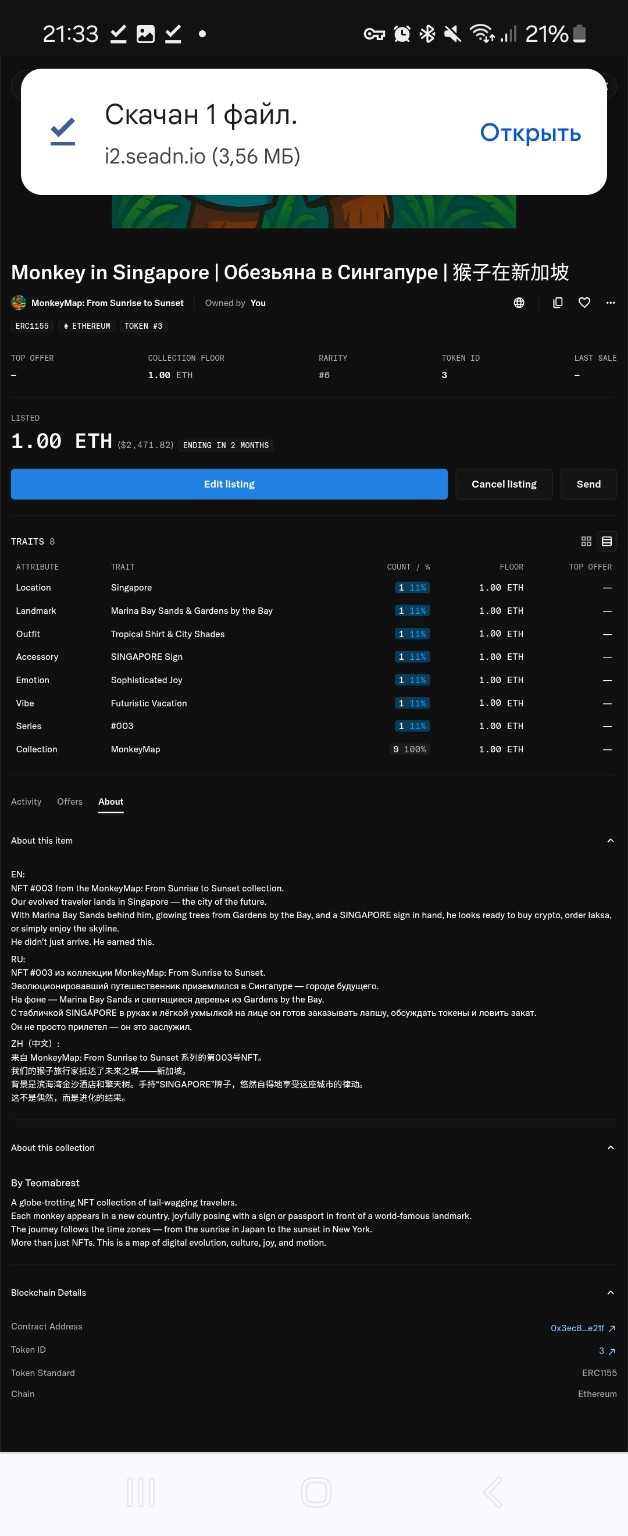 21:33 21%
Скачан 1 файл.
Открыть
i2.seadn.io (3,56 МБ)
Monkey in Singapore | Обезьяна в Сингапуре | 猴子在新加坡
MonkeyMap: From Sunrise to Sunset Owned by You
ERC1155 ETHEREUM TOKEN #3
TOP OFFER COLLECTION FLOOR RARITY TOKEN ID LAST SALE
– 1.00 ETH #6 3 –
LISTED
1.00 ETH ($2,471.82) ENDING IN 2 MONTHS
Edit listing Cancel listing Send
TRAITS 8
ATTRIBUTE TRAIT COUNT / % FLOOR TOP OFFER
Location Singapore 1 11% 1.00 ETH —
Landmark Marina Bay Sands & Gardens by the Bay 1 11% 1.00 ETH —
Outfit Tropical Shirt & City Shades 1 11% 1.00 ETH —
Accessory SINGAPORE Sign 1 11% 1.00 ETH —
Emotion Sophisticated Joy 1 11% 1.00 ETH —
Vibe Futuristic Vacation 1 11% 1.00 ETH —
Series #003 1 11% 1.00 ETH —
Collection MonkeyMap 9 100% 1.00 ETH —
Activity Offers About
About this item
EN:
NFT #003 from the MonkeyMap: From Sunrise to Sunset collection.
Our evolved traveler lands in Singapore — the city of the future.
With Marina Bay Sands behind him, glowing trees from Gardens by the Bay, and a SINGAPORE sign in hand, he looks ready to buy crypto, order laksa,
or simply enjoy the skyline.
He didn't just arrive. He earned this.
RU:
NFT #003 из коллекции MonkeyMap: From Sunrise to Sunset.
Эволюционировавший путешественник приземлился в Сингапуре — городе будущего.
На фоне — Marina Bay Sands и светящиеся деревья из Gardens by the Bay.
С табличкой SINGAPORE в руках и лёгкой ухмылкой на лице он готов заказывать лапшу, обсуждать токены и ловить закат.
Он не просто прилетел — он это заслужил.
ZH（中文）:
来自 MonkeyMap: From Sunrise to Sunset 系列的第003号NFT。
我们的猴子旅行家抵达了未来之城——新加坡。
背景是滨海湾金沙酒店和擎天树。手持“SINGAPORE”牌子，悠然自得地享受这座城市的律动。
这不是偶然，而是进化的结果。
About this collection
By Teomabrest
A globe-trotting NFT collection of tail-wagging travelers.
Each monkey appears in a new country, joyfully posing with a sign or passport in front of a world-famous landmark.
The journey follows the time zones — from the sunrise in Japan to the sunset in New York.
More than just NFTs. This is a map of digital evolution, culture, joy, and motion.
Blockchain Details
Contract Address 0x3ec8...e21f
Token ID 3
Token Standard ERC1155
Chain Ethereum